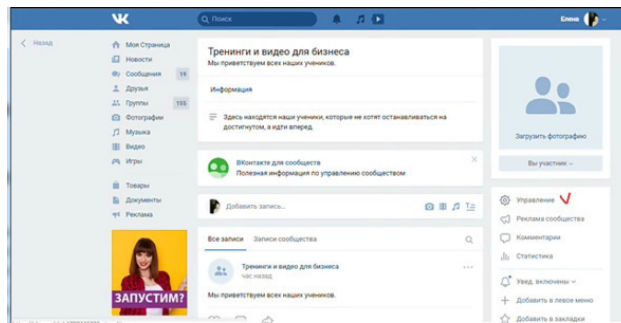 Поиск
Елена
Назад
Моя Страница
Новости
Сообщения 19
Друзья
Группы 155
Фотографии
Музыка
Видео
Игры
Товары
Документы
Реклама
ЗАПУСТИМ?
Тренинги и видео для бизнеса
Мы приветствуем всех наших учеников.
Информация
Здесь находятся наши ученики, которые не хотят останавливаться на
достигнутом, а идти вперед.
ВКонтакте для сообществ
Полезная информация по управлению сообществом
Добавить запись...
Все записи Записи сообщества
Тренинги и видео для бизнеса
час назад
Мы приветствуем всех наших учеников.
Загрузить фотографию
Вы участник
Управление
Реклама сообщества
Комментарии
Статистика
Увед. включены
Добавить в левое меню
Добавить в закладки